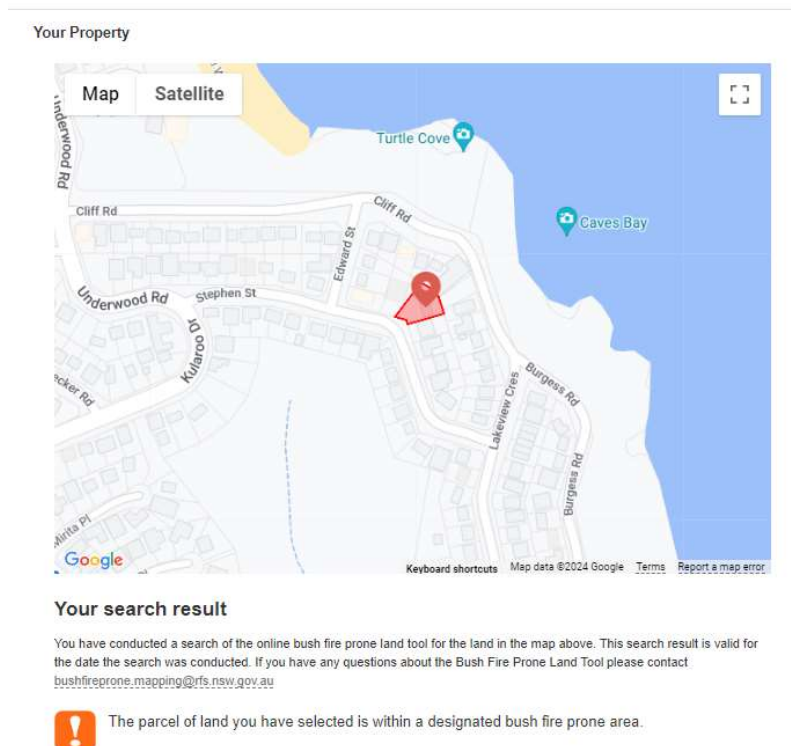 Your Property
Map
Satellite
Underwood Rd
Turtle Cove
Cliff Rd
Cliff Rd
Caves Bay
Edward St
Underwood Rd
Stephen St
Kularoo Dr
Burgess Rd
Lakeview Cres
Burgess Rd
Mirita Pl
Google
Keyboard shortcuts Map data ©2024 Google Terms Report a map error
Your search result
You have conducted a search of the online bush fire prone land tool for the land in the map above. This search result is valid for
the date the search was conducted. If you have any questions about the Bush Fire Prone Land Tool please contact
bushfireprone.mapping@rfs.nsw.gov.au
The parcel of land you have selected is within a designated bush fire prone area.